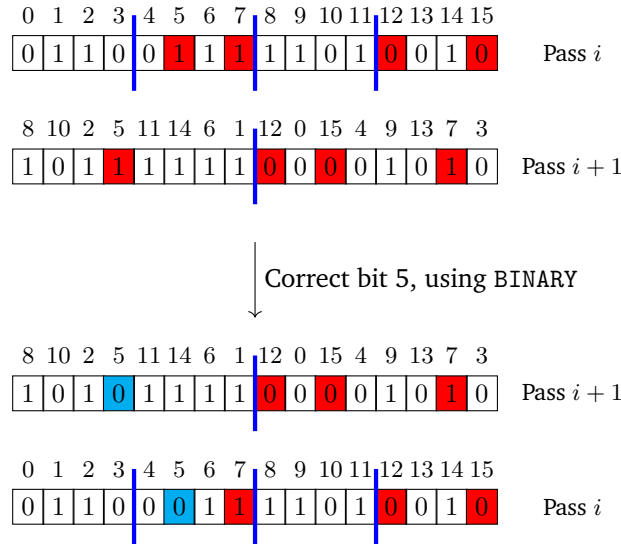 0 1 2 3 4 5 6 7 8 9 10 11 12 13 14 15
0 1 1 0 0 1 1 1 1 1 0 1 0 0 1 0 Pass i
8 10 2 5 11 14 6 1 12 0 15 4 9 13 7 3
1 0 1 1 1 1 1 1 0 0 0 0 1 0 1 0 Pass i + 1
Correct bit 5, using BINARY
8 10 2 5 11 14 6 1 12 0 15 4 9 13 7 3
1 0 1 0 1 1 1 1 0 0 0 0 1 0 1 0 Pass i + 1
0 1 2 3 4 5 6 7 8 9 10 11 12 13 14 15
0 1 1 0 0 0 1 1 1 1 0 1 0 0 1 0 Pass i